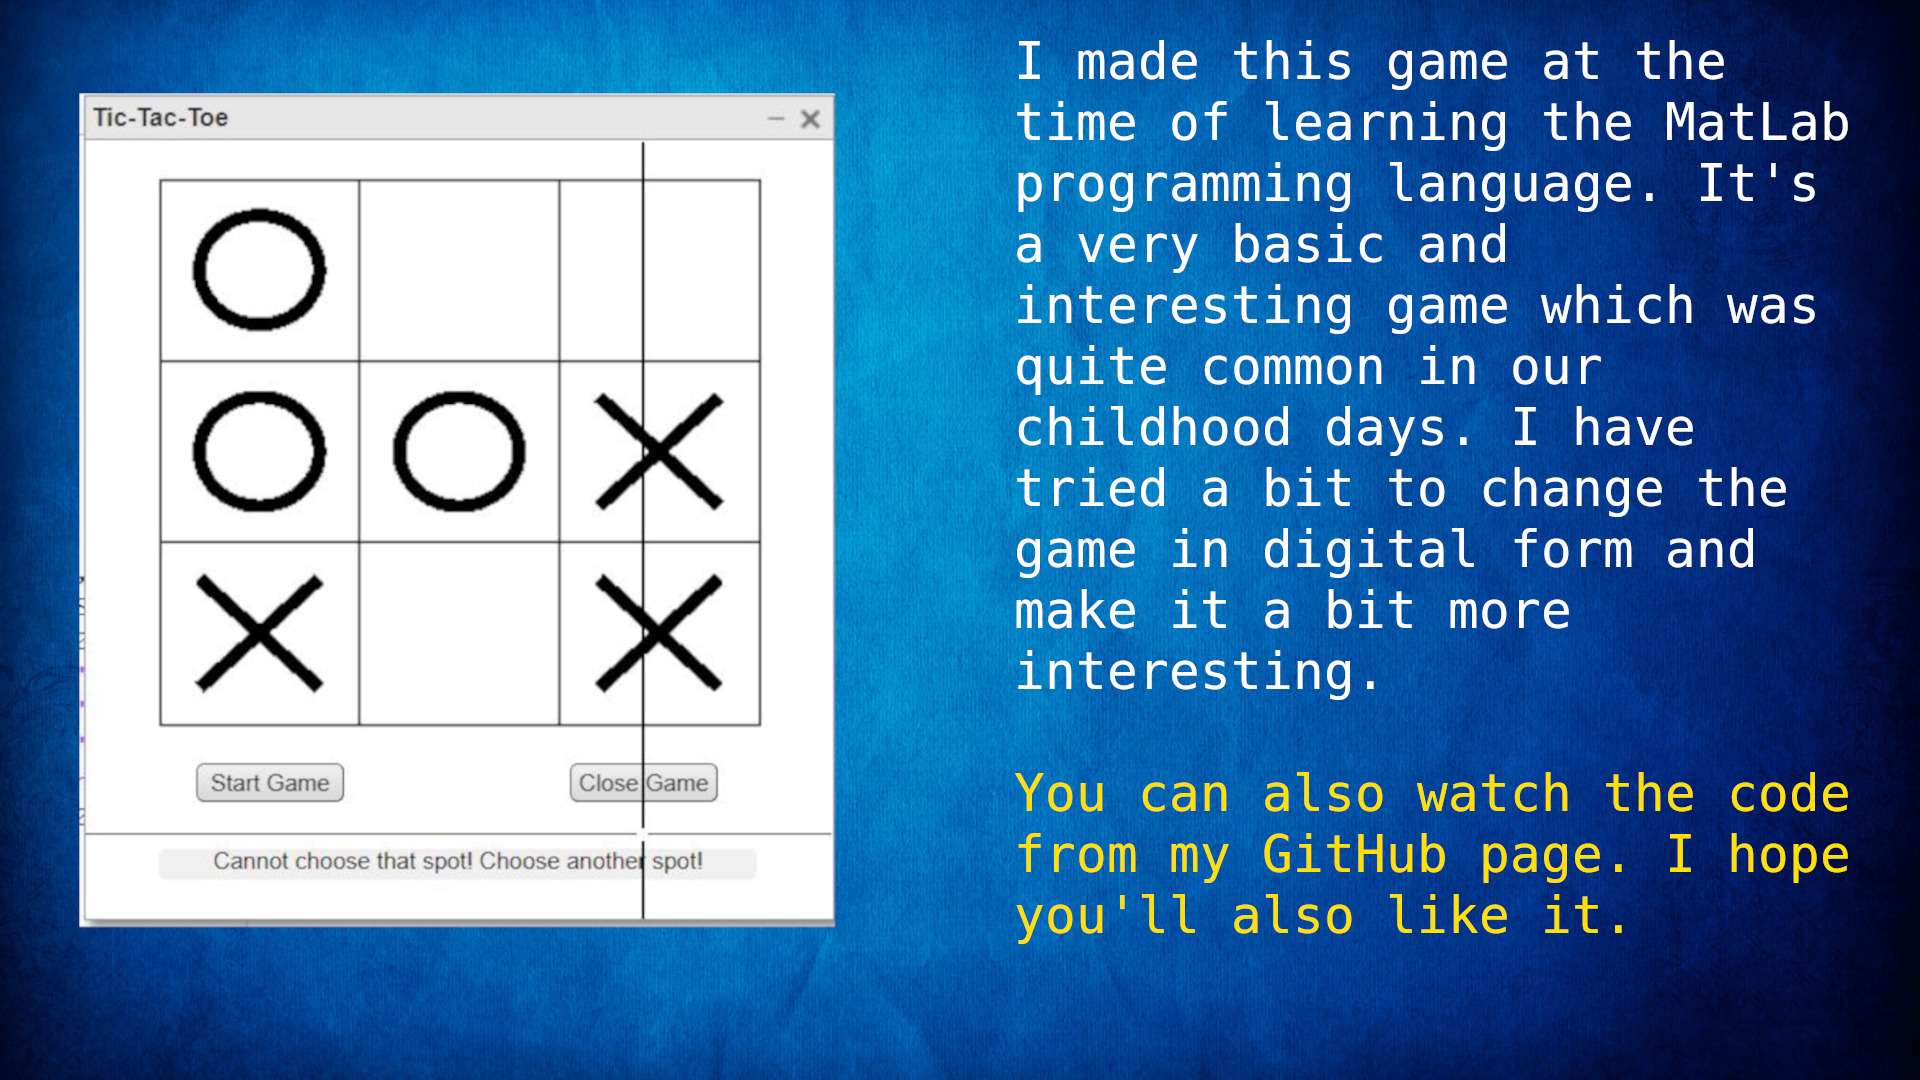 Tic-Tac-Toe
Start Game
Close Game
Cannot choose that spot! Choose another spot!
I made this game at the
time of learning the MatLab
programming language. It's
a very basic and
interesting game which was
quite common in our
childhood days. I have
tried a bit to change the
game in digital form and
make it a bit more
interesting.
You can also watch the code
from my GitHub page. I hope
you'll also like it.